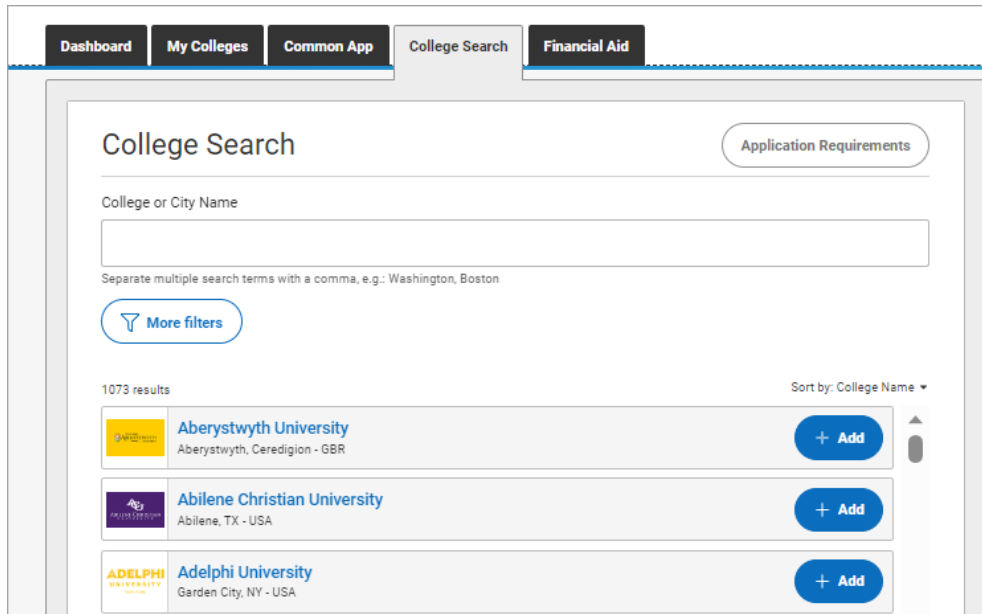 Dashboard My Colleges Common App College Search Financial Aid
College Search
Application Requirements
College or City Name
Separate multiple search terms with a comma, e.g.: Washington, Boston
More filters
1073 results
Sort by: College Name
Aberystwyth University
Aberystwyth, Ceredigion - GBR
+ Add
Abilene Christian University
Abilene, TX - USA
+ Add
ADELPHI
UNIVERSITY
Adelphi University
Garden City, NY - USA
+ Add